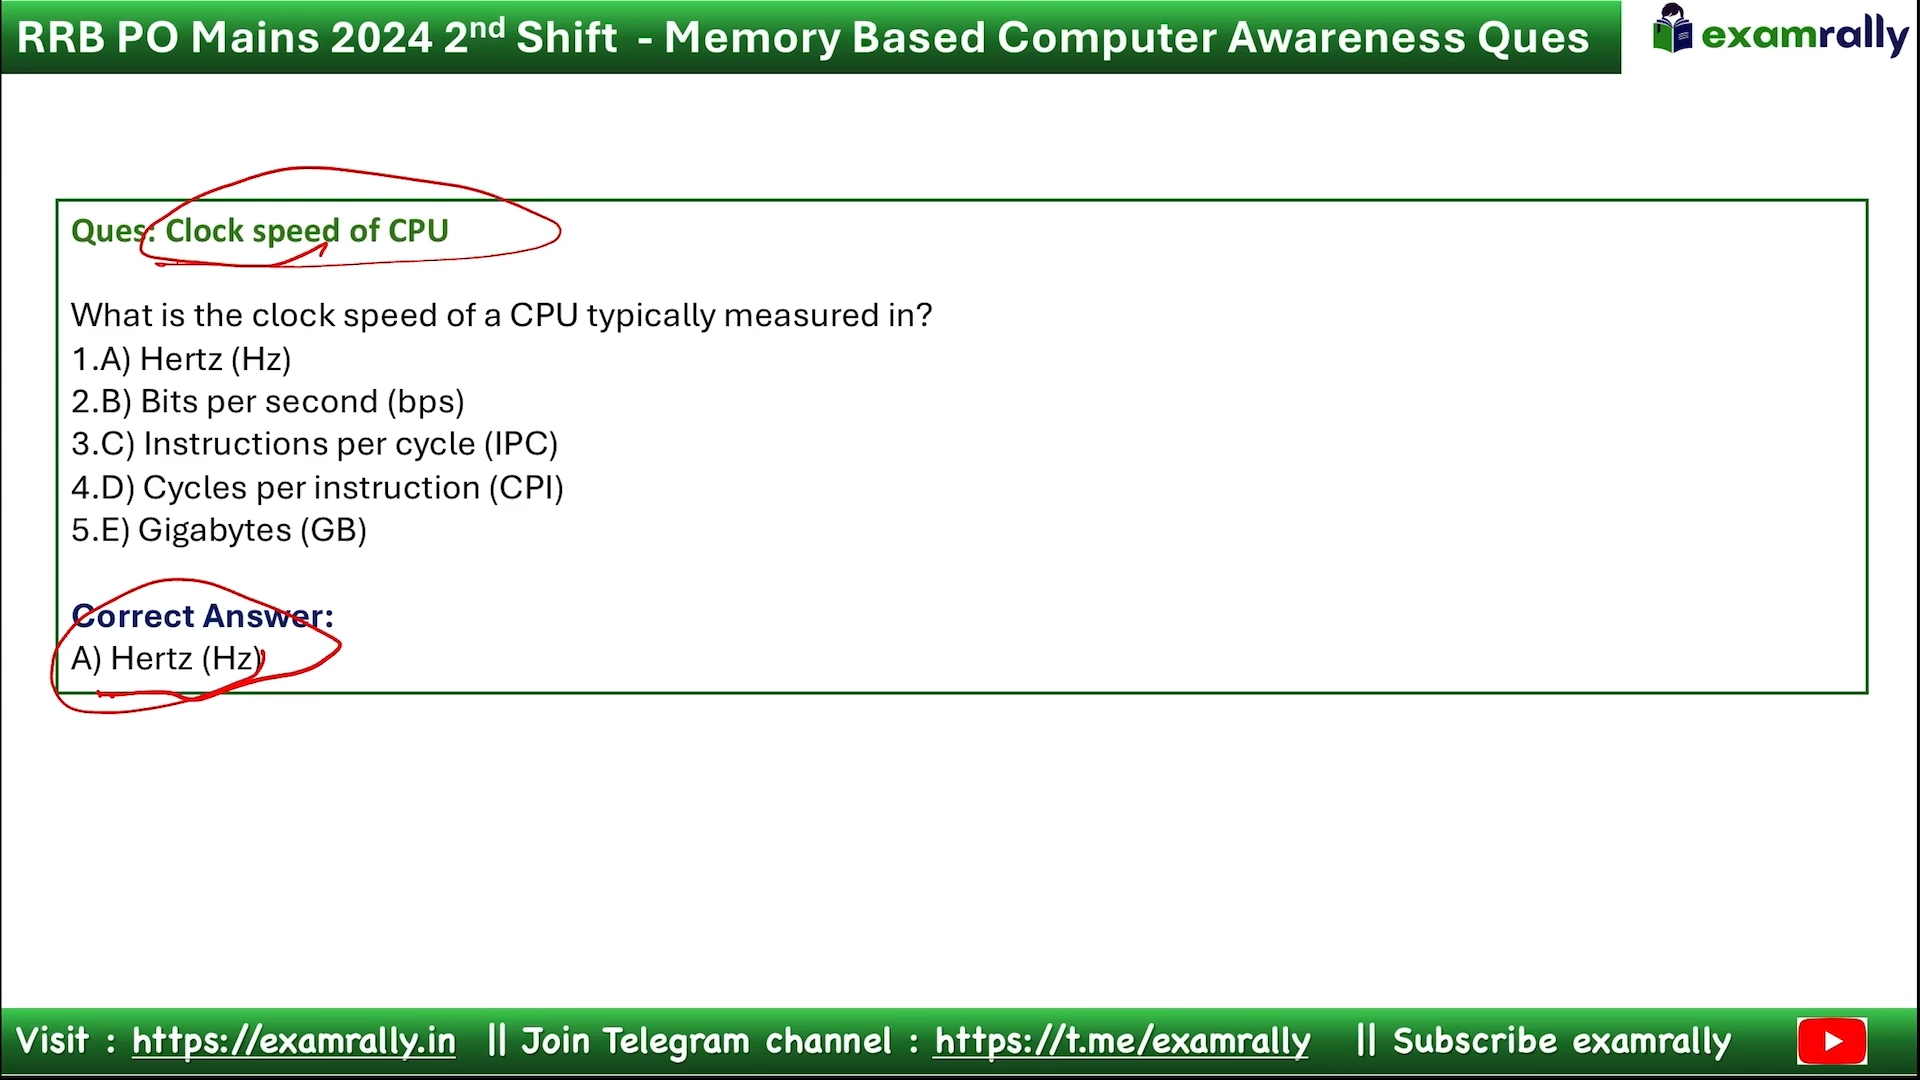 RRB PO Mains 2024 2nd Shift - Memory Based Computer Awareness Ques
examrally
Ques: Clock speed of CPU
What is the clock speed of a CPU typically measured in?
1.A) Hertz (Hz)
2.B) Bits per second (bps)
3.C) Instructions per cycle (IPC)
4.D) Cycles per instruction (CPI)
5.E) Gigabytes (GB)
Correct Answer:
A) Hertz (Hz)
Visit : https://examrally.in || Join Telegram channel : https://t.me/examrally || Subscribe examrally